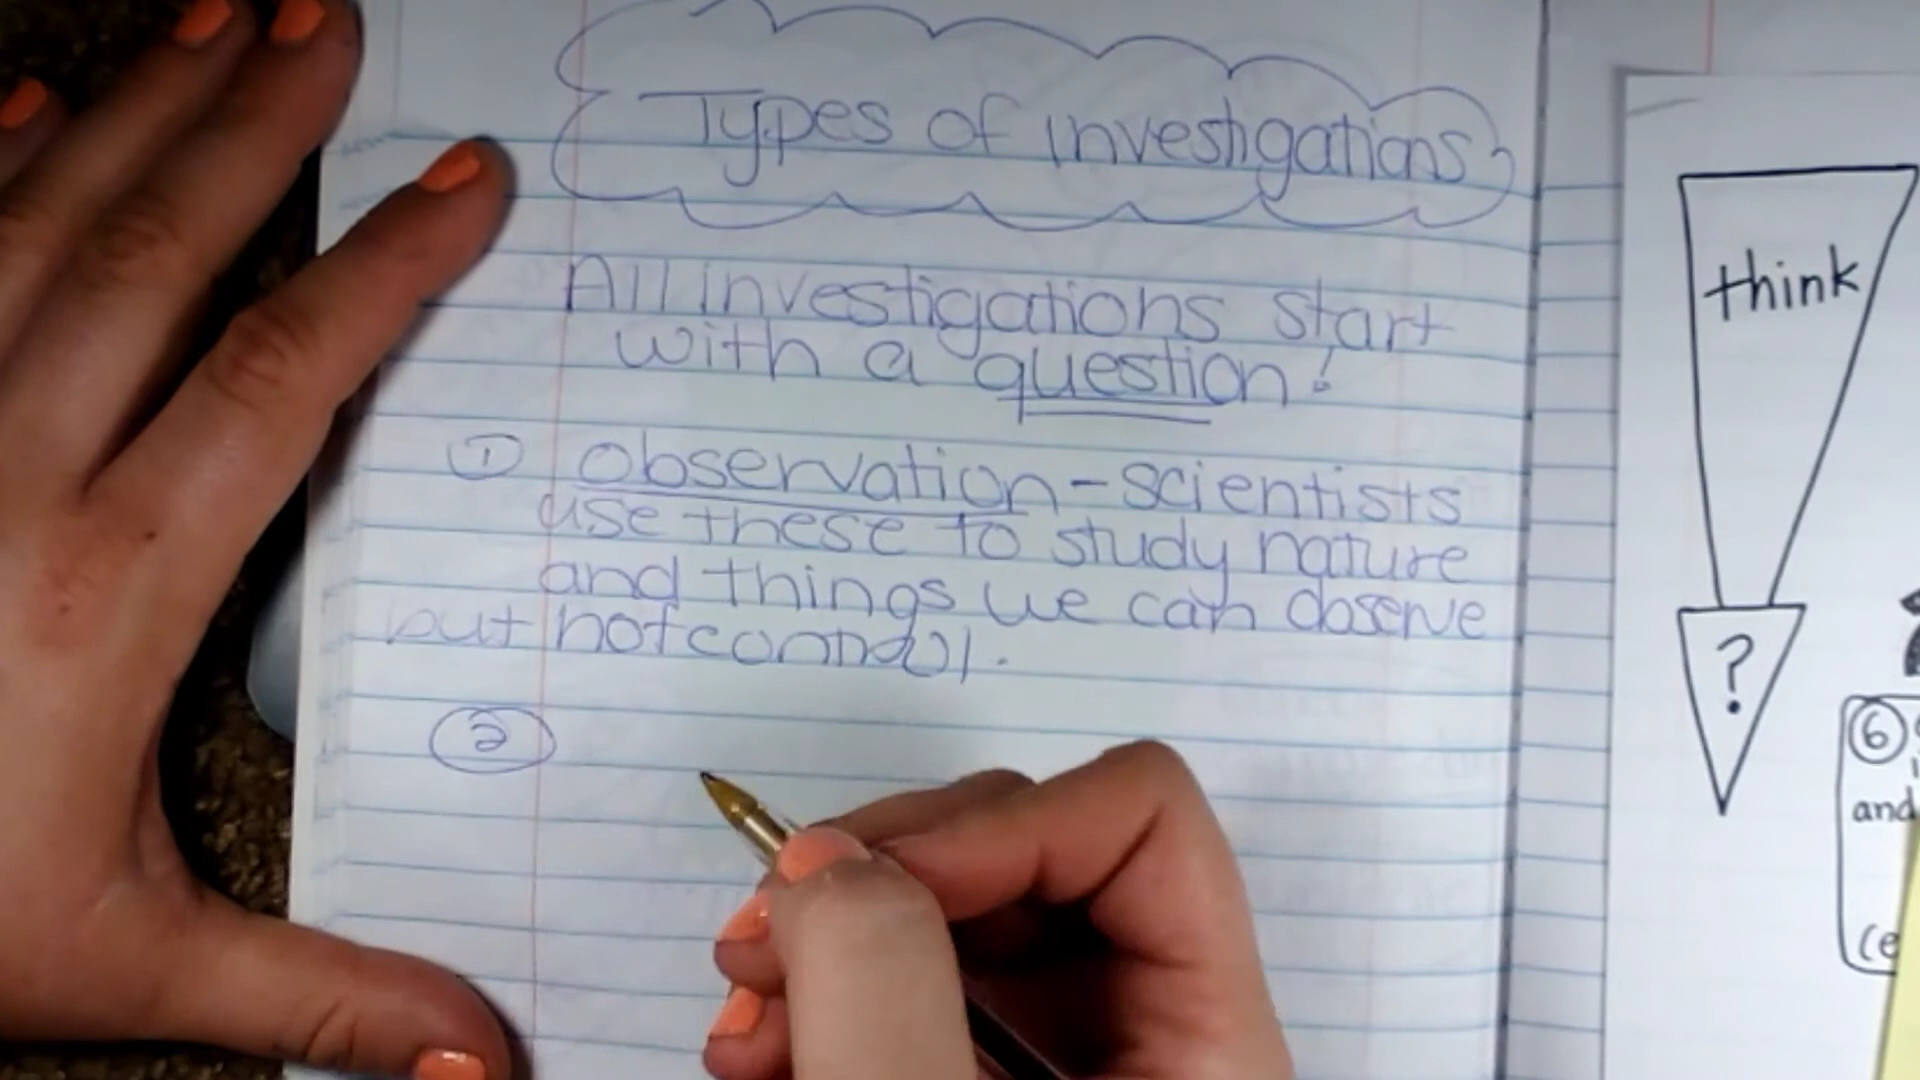 Types of investigations
All investigations start
with a question!
① Observation - scientists
use these to study nature
and things we can observe
but not control.
②
think
?
⑥
and
(e